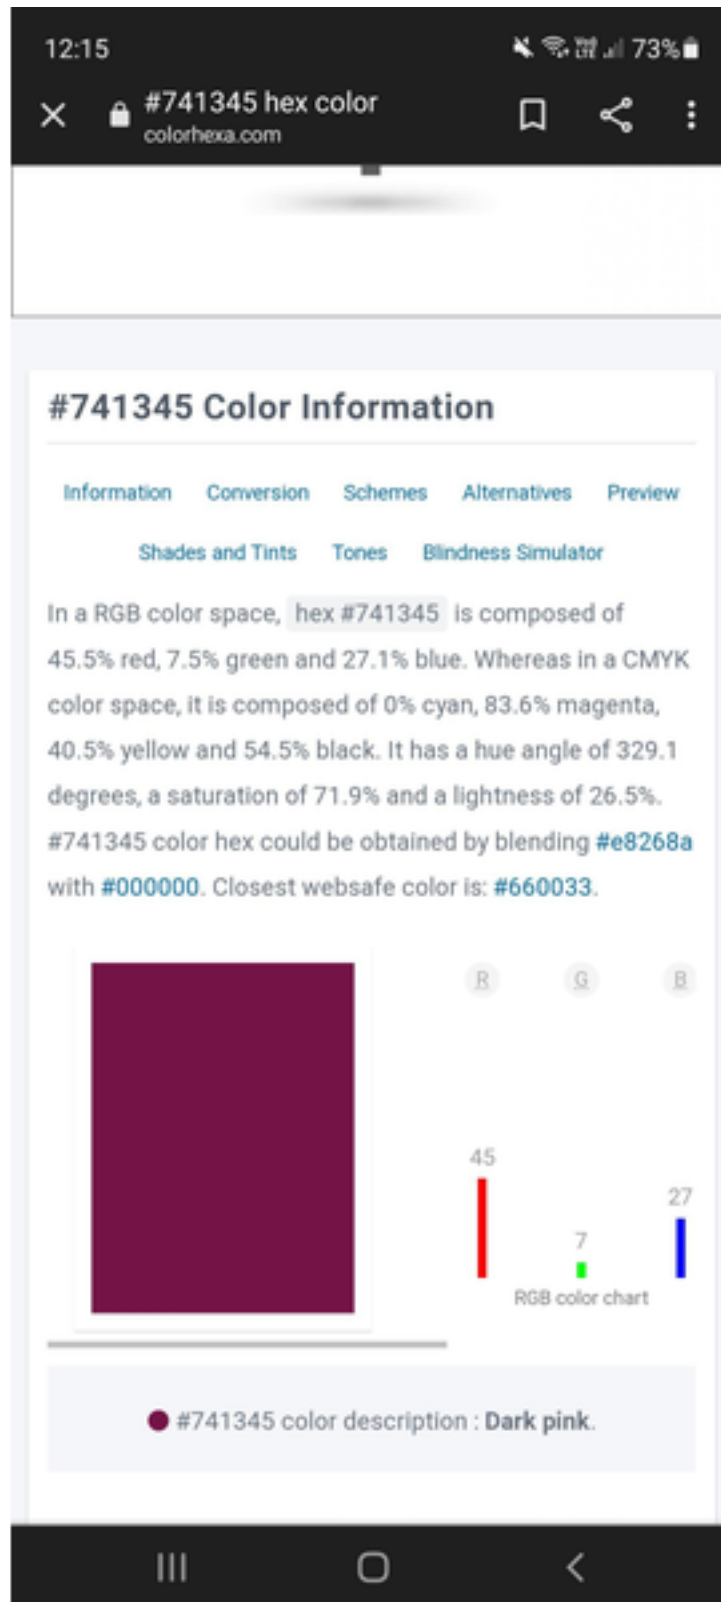 12:15 73%
#741345 hex color
colorhexa.com
#741345 Color Information
Information Conversion Schemes Alternatives Preview
Shades and Tints Tones Blindness Simulator
In a RGB color space, hex #741345 is composed of
45.5% red, 7.5% green and 27.1% blue. Whereas in a CMYK
color space, it is composed of 0% cyan, 83.6% magenta,
40.5% yellow and 54.5% black. It has a hue angle of 329.1
degrees, a saturation of 71.9% and a lightness of 26.5%.
#741345 color hex could be obtained by blending #e8268a
with #000000. Closest websafe color is: #660033.
R G B
45
27
7
RGB color chart
#741345 color description : Dark pink.